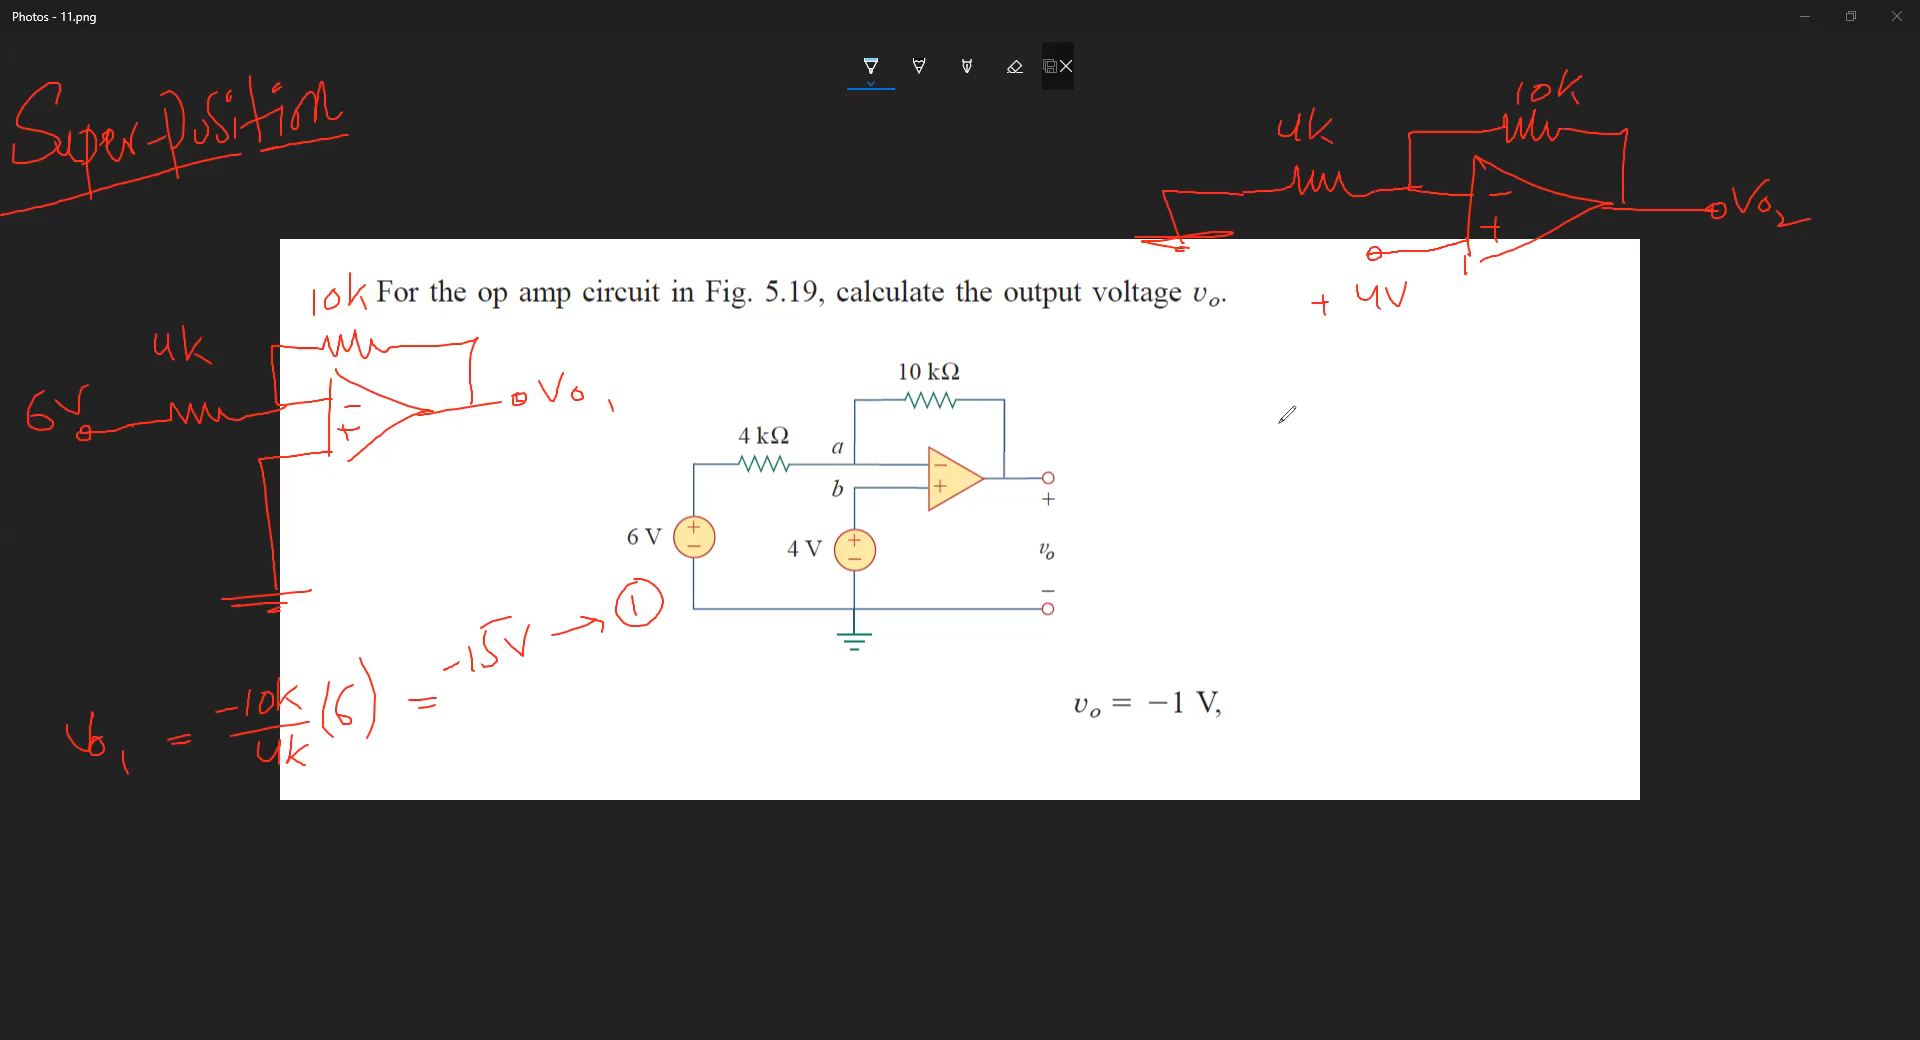 Photos - 11.png
Super-Position
10k
4k
Vo2
+ 4V
10k
For the op amp circuit in Fig. 5.19, calculate the output voltage vo.
4k
6V
Vo1
10 kΩ
4 kΩ
a
−
b
+
+
6 V
+
−
4 V
+
−
vo
−
−15V → ①
Vo1 = −10k/4k (6) =
vo = −1 V,